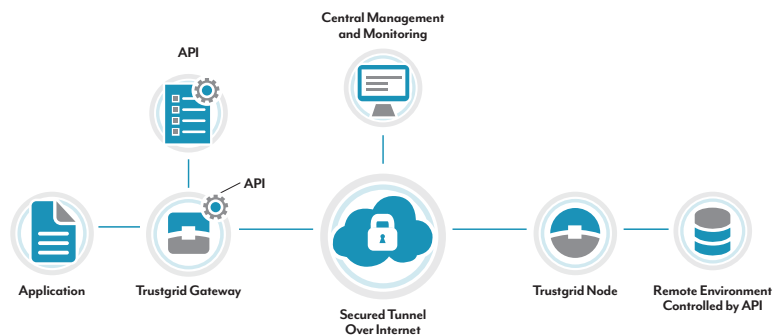 Central Management
and Monitoring
API
API
Application
Trustgrid Gateway
Secured Tunnel
Over Internet
Trustgrid Node
Remote Environment
Controlled by API